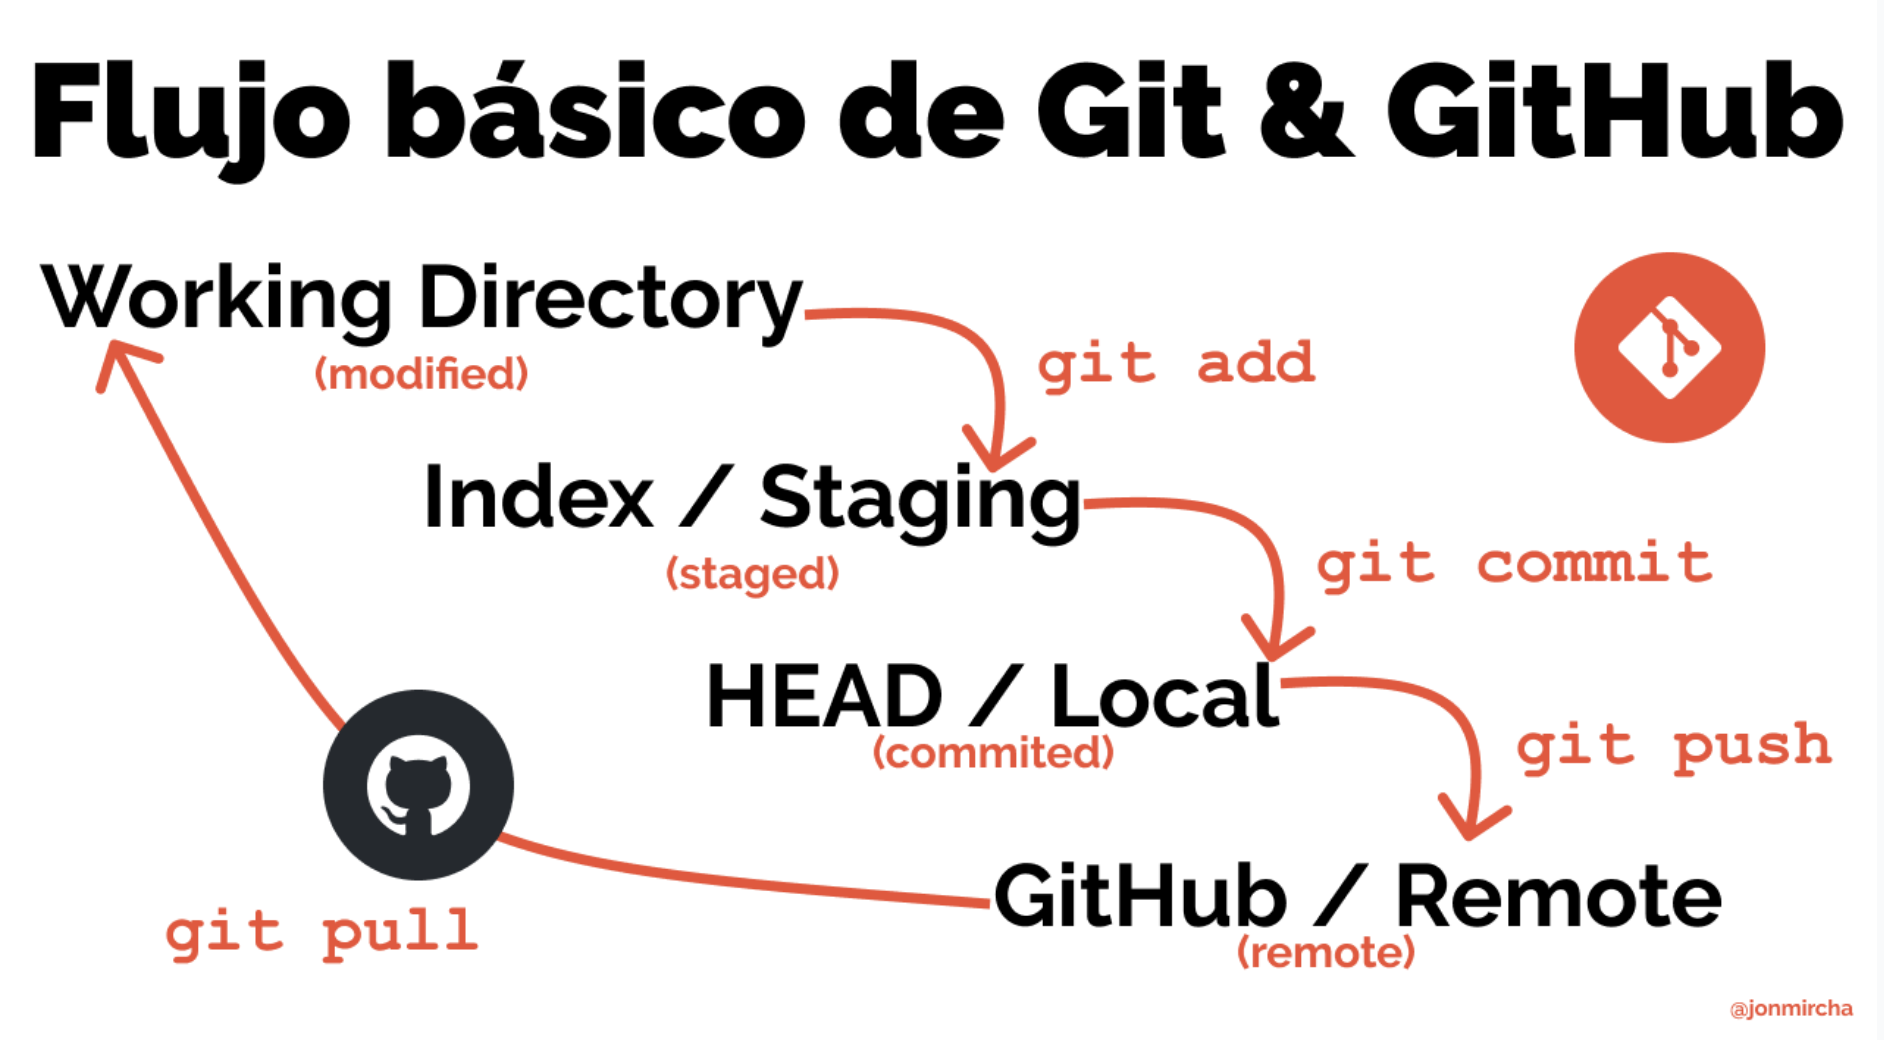 Flujo básico de Git & GitHub
Working Directory
(modified)
git add
Index / Staging
(staged)
git commit
HEAD / Local
(commited)
git push
GitHub / Remote
(remote)
git pull
@jonmircha